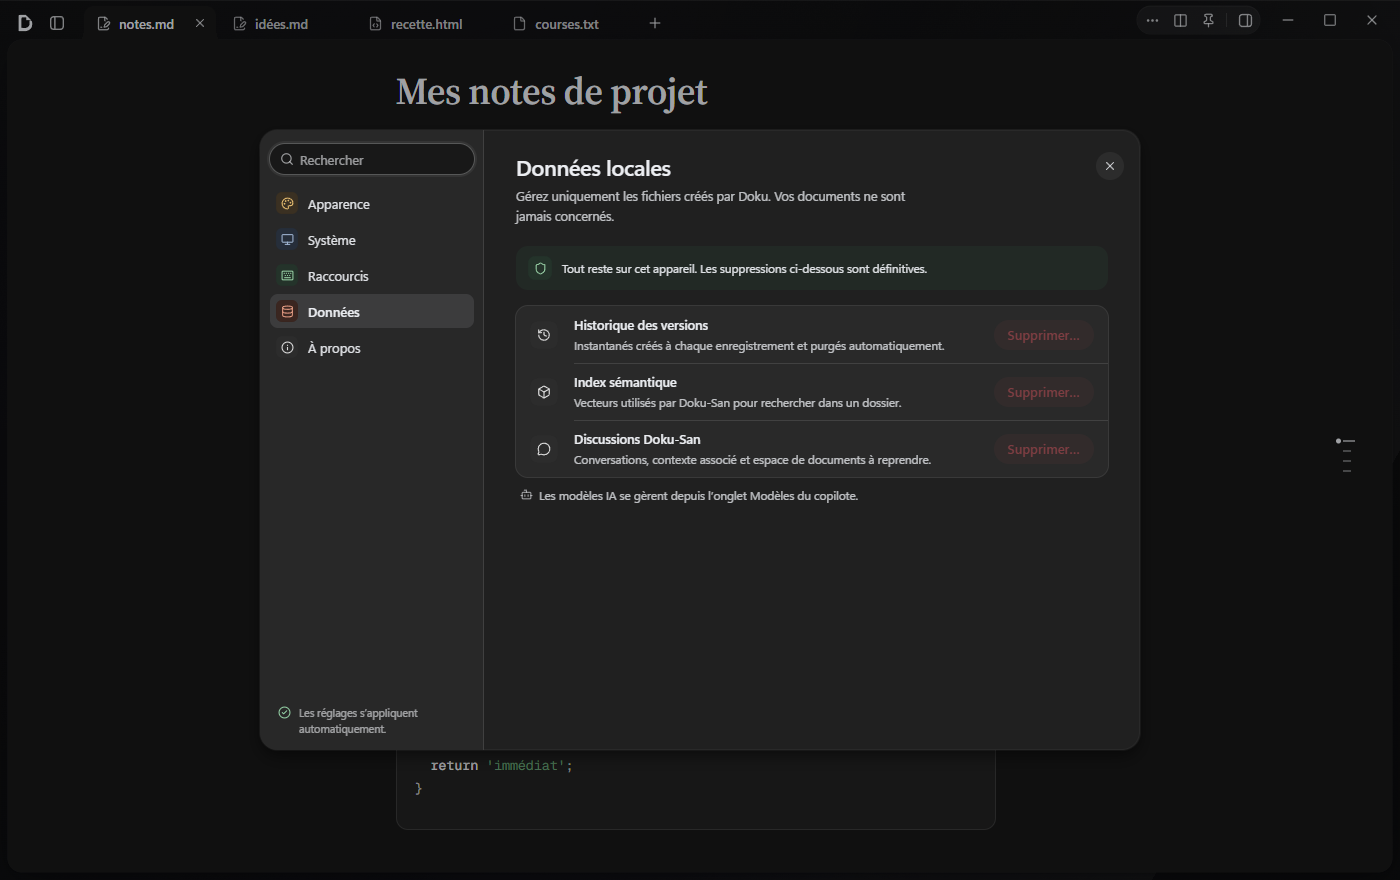 notes.md
idées.md
recette.html
courses.txt
Mes notes de projet
Rechercher
Apparence
Système
Raccourcis
Données
À propos
Les réglages s'appliquent
automatiquement.
Données locales
Gérez uniquement les fichiers créés par Doku. Vos documents ne sont
jamais concernés.
Tout reste sur cet appareil. Les suppressions ci-dessous sont définitives.
Historique des versions
Instantanés créés à chaque enregistrement et purgés automatiquement.
Supprimer...
Index sémantique
Vecteurs utilisés par Doku-San pour rechercher dans un dossier.
Supprimer...
Discussions Doku-San
Conversations, contexte associé et espace de documents à reprendre.
Supprimer...
Les modèles IA se gèrent depuis l'onglet Modèles du copilote.
return 'immédiat';
}